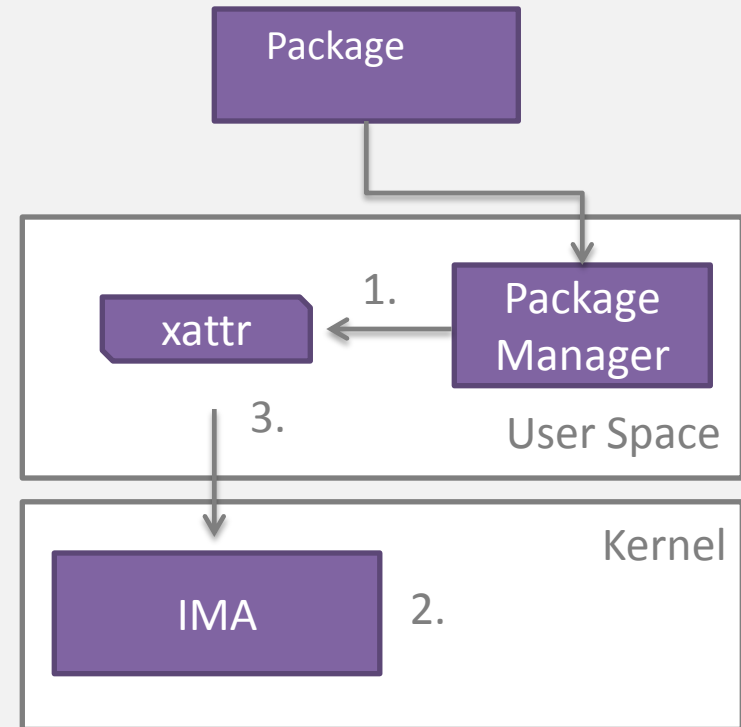 Package
1.
Package
Manager
xattr
3.
User Space
Kernel
IMA
2.